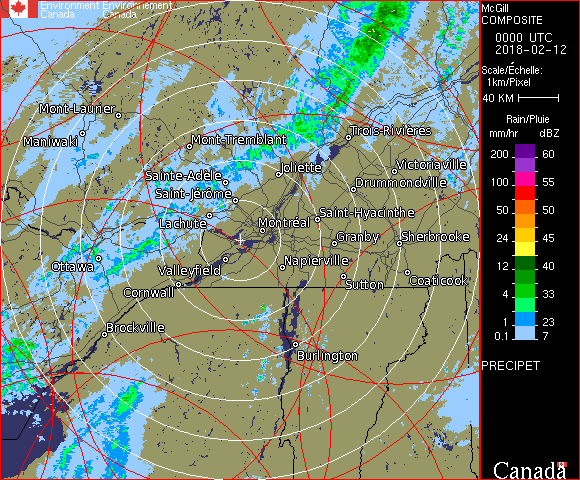 Environment Environnement
Canada Canada
McGill
COMPOSITE
0000 UTC
2018-02-12
Scale/Échelle:
1km/Pixel
40 KM
Rain/Pluie
mm/hr dBZ
200 60
100 55
50 50
24 45
12 40
4 33
1 23
0.1 7
PRECIPET
Canada
Mont-Laurier
Maniwaki
Mont-Tremblant
Trois-Rivières
Joliette
Victoriaville
Sainte-Adèle
Drummondville
Saint-Jérôme
Lachute
Saint-Hyacinthe
Montréal
Granby
Sherbrooke
Ottawa
Valleyfield
Napierville
Cornwall
Sutton
Coaticook
Brockville
Burlington